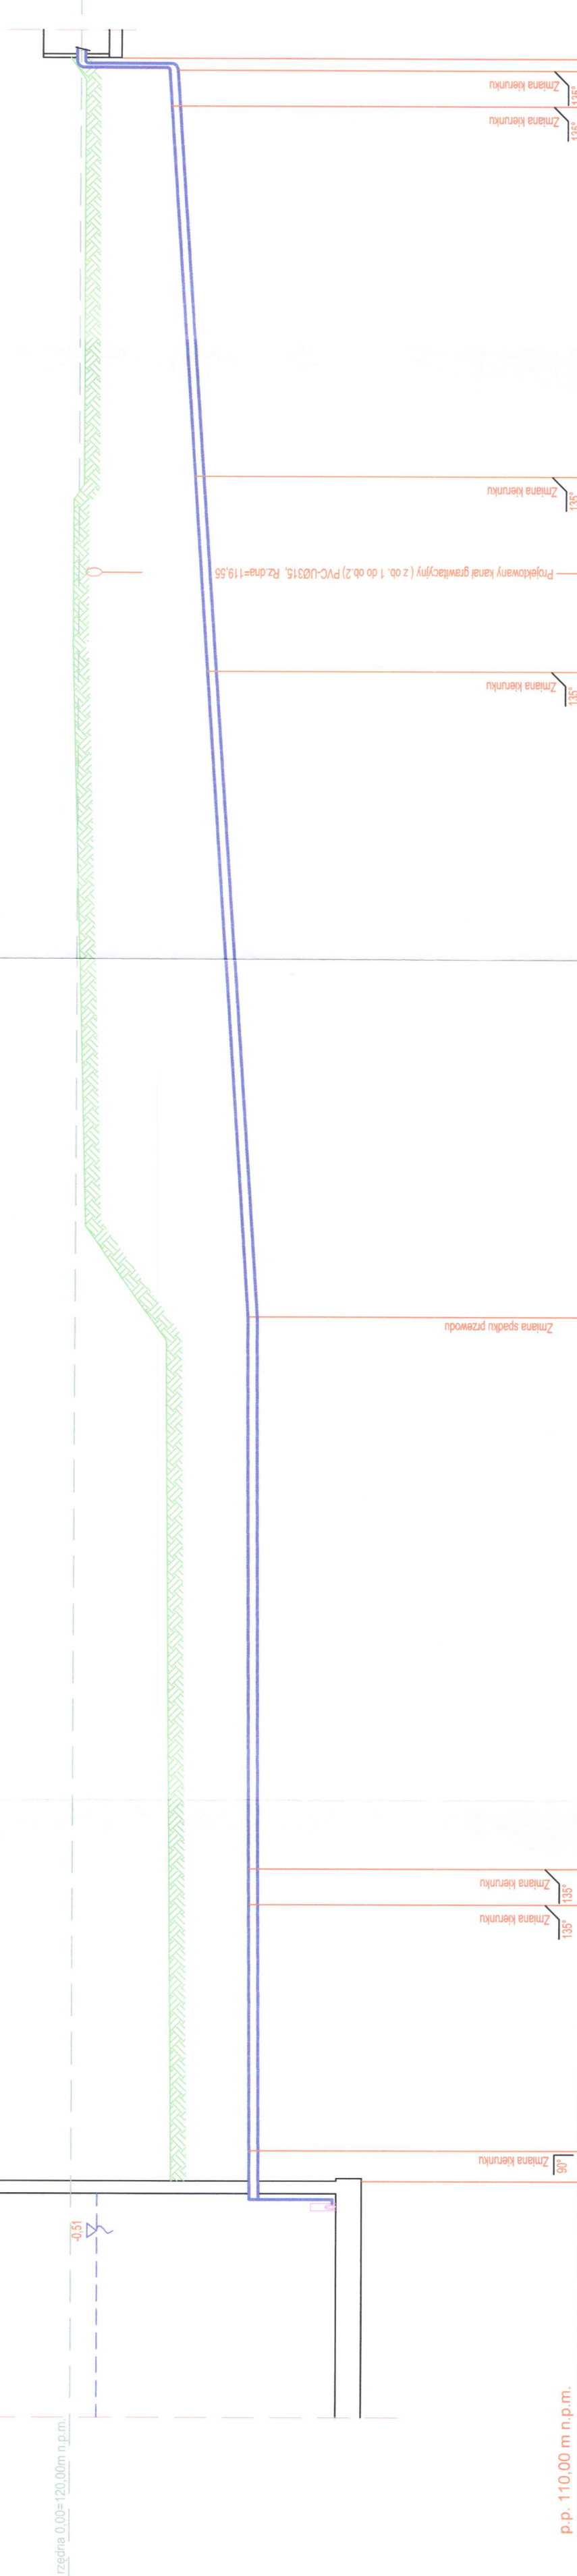 Zmiana kierunku
135°
Zmiana kierunku
135°
Zmiana kierunku
135°
Projektowany kanał grawitacyjny ( z ob. 1 do ob.2) PVC-UØ315, Rz.dna=119,55
Zmiana kierunku
135°
Zmiana spadku przewodu
Zmiana kierunku
135°
Zmiana kierunku
135°
Zmiana kierunku
90°
-0,51
rzędna 0,00=120,00m n.p.m.
p.p. 110,00 m n.p.m.